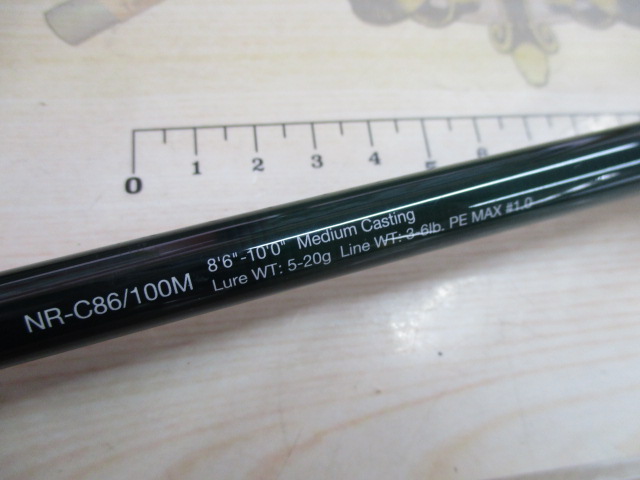 0 1 2 3 4 5
NR-C86/100M
8'6"-10'0" Medium Casting
Lure WT: 5-20g Line WT: 3-6lb. PE MAX #1.0